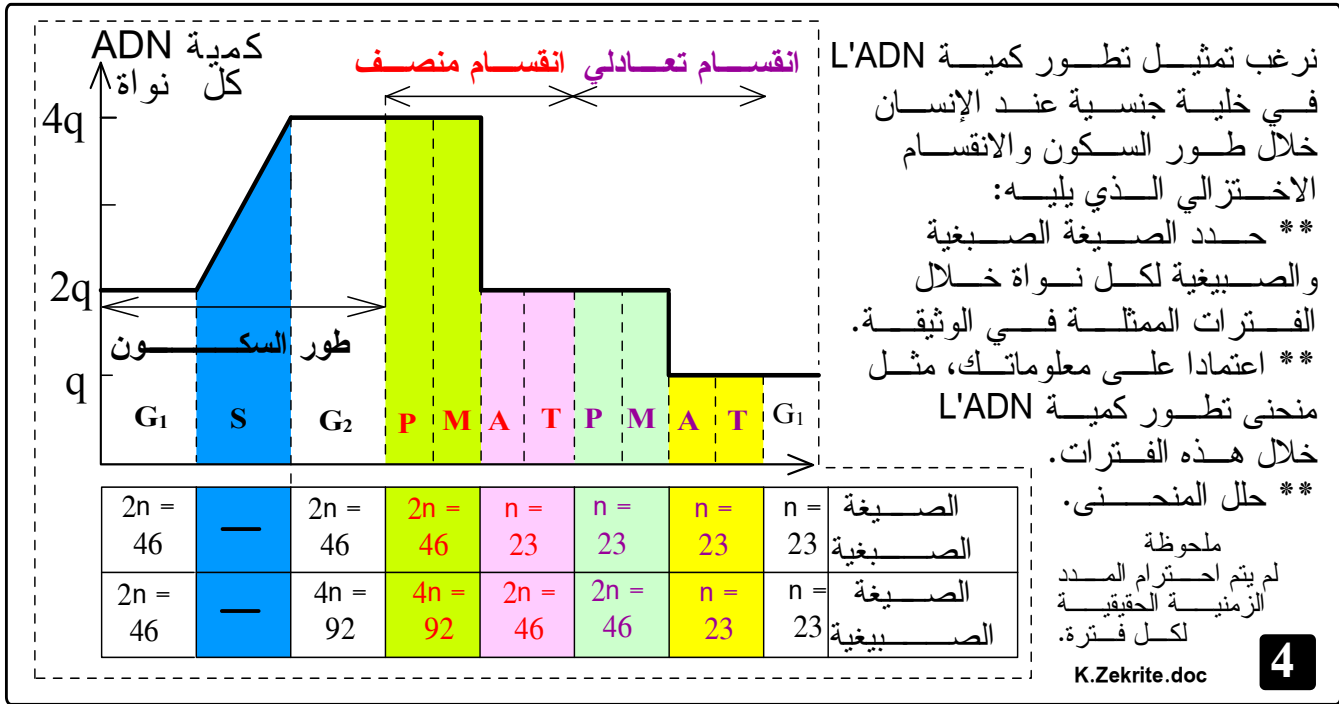 نرغب تمثيل تطور كمية L'ADN
في خلية جنسية عند الإنسان
خلال طور السكون والانقسام
الاختزالي الذي يليه:
** حدد الصيغة الصبغية
والصبيغية لكل نواة خلال
الفترات الممثلة في الوثيقة.
** اعتمادا على معلوماتك، مثل
منحنى تطور كمية L'ADN
خلال هذه الفترات.
** حلل المنحنى.
ملحوظة
لم يتم احترام المدد
الزمنية الحقيقية
لكل فترة.
K.Zekrite.doc
4
كمية ADN
كل نواة
انقسام منصف
انقسام تعادلي
4q
2q
q
طور السكون
G1 S G2 P M A T P M A T G1
2n = 46 — 2n = 46 2n = 46 n = 23 n = 23 n = 23 n = 23 الصيغة الصبغية
2n = 46 — 4n = 92 4n = 92 2n = 46 2n = 46 n = 23 n = 23 الصيغة الصبيغية